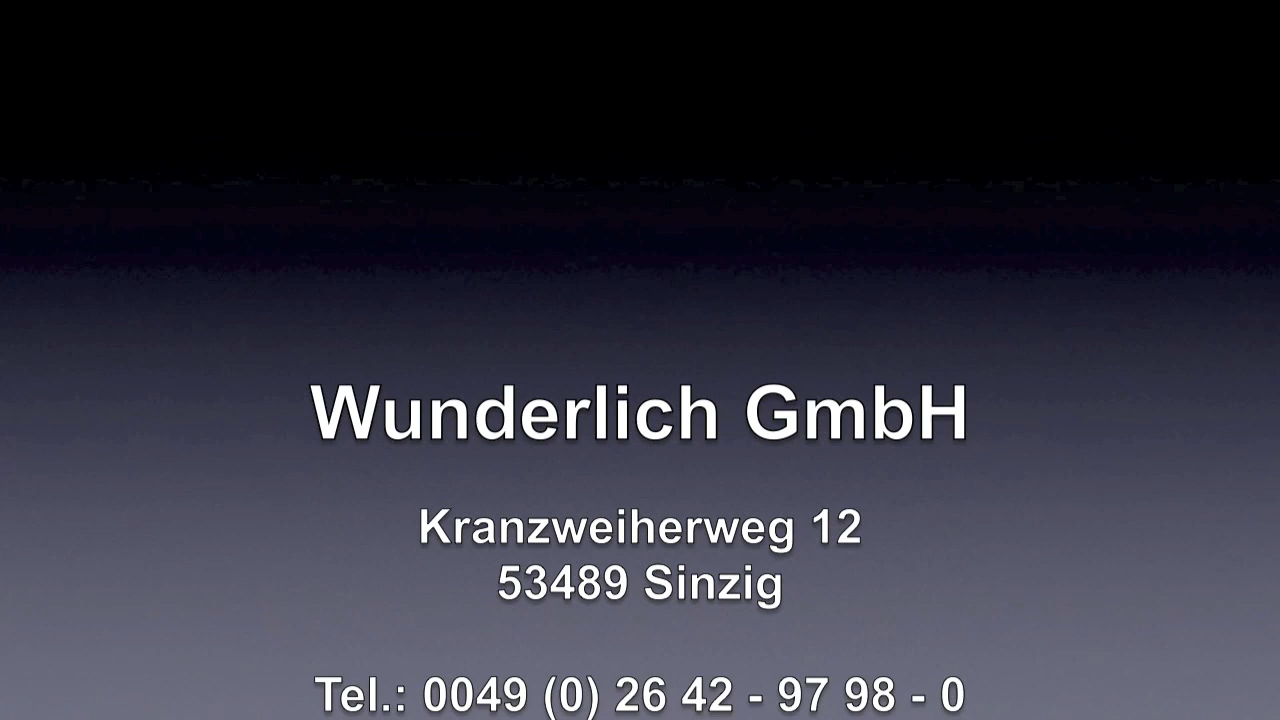 Wunderlich GmbH
Kranzweiherweg 12
53489 Sinzig
Tel.: 0049 (0) 26 42 - 97 98 - 0